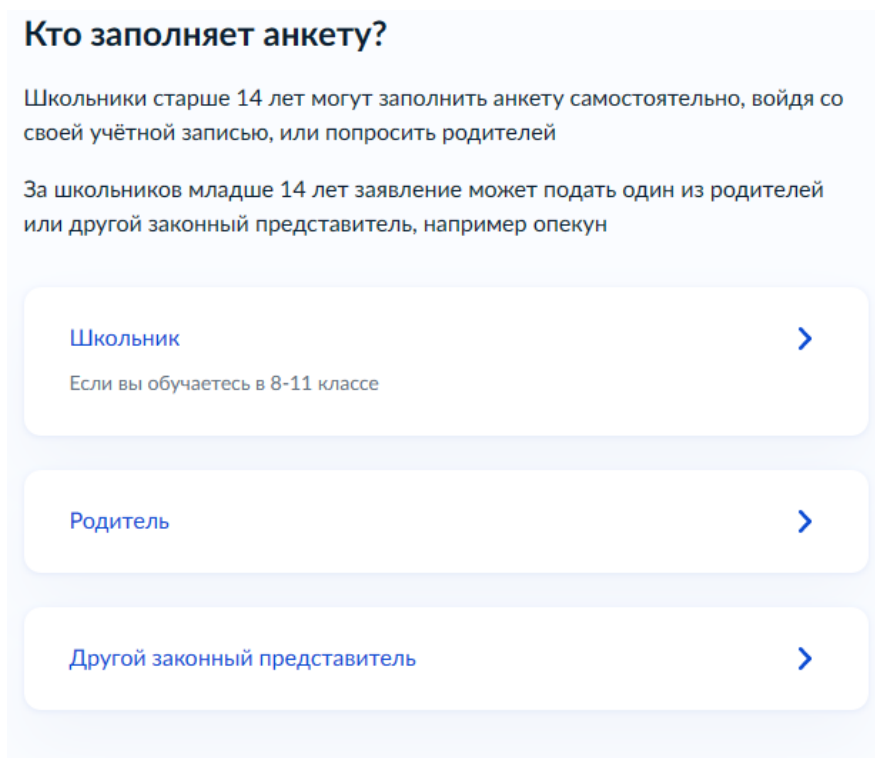 Кто заполняет анкету?
Школьники старше 14 лет могут заполнить анкету самостоятельно, войдя со
своей учётной записью, или попросить родителей
За школьников младше 14 лет заявление может подать один из родителей
или другой законный представитель, например опекун
Школьник
Если вы обучаетесь в 8-11 классе
Родитель
Другой законный представитель